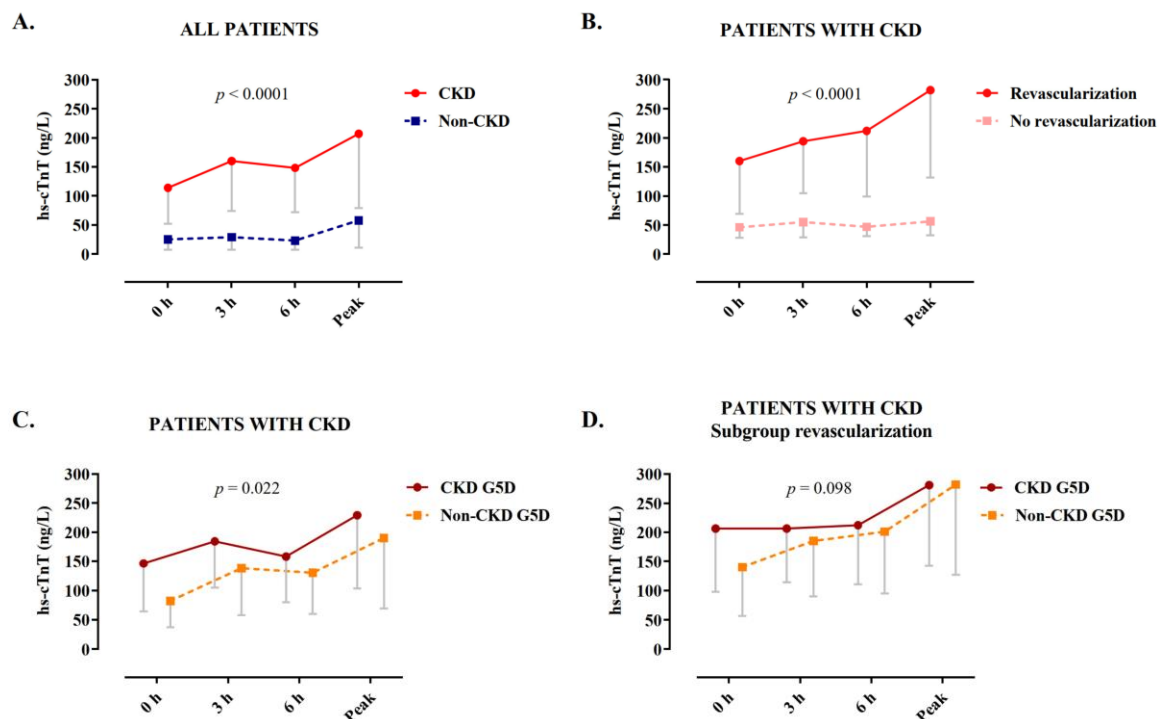 A.
ALL PATIENTS
hs-cTnT (ng/L)
300
250
200
150
100
50
0
p < 0.0001
CKD
Non-CKD
0 h
3 h
6 h
Peak
B.
PATIENTS WITH CKD
hs-cTnT (ng/L)
300
250
200
150
100
50
0
p < 0.0001
Revascularization
No revascularization
0 h
3 h
6 h
Peak
C.
PATIENTS WITH CKD
hs-cTnT (ng/L)
300
250
200
150
100
50
0
p = 0.022
CKD G5D
Non-CKD G5D
0 h
3 h
6 h
Peak
D.
PATIENTS WITH CKD
Subgroup revascularization
hs-cTnT (ng/L)
300
250
200
150
100
50
0
p = 0.098
CKD G5D
Non-CKD G5D
0 h
3 h
6 h
Peak